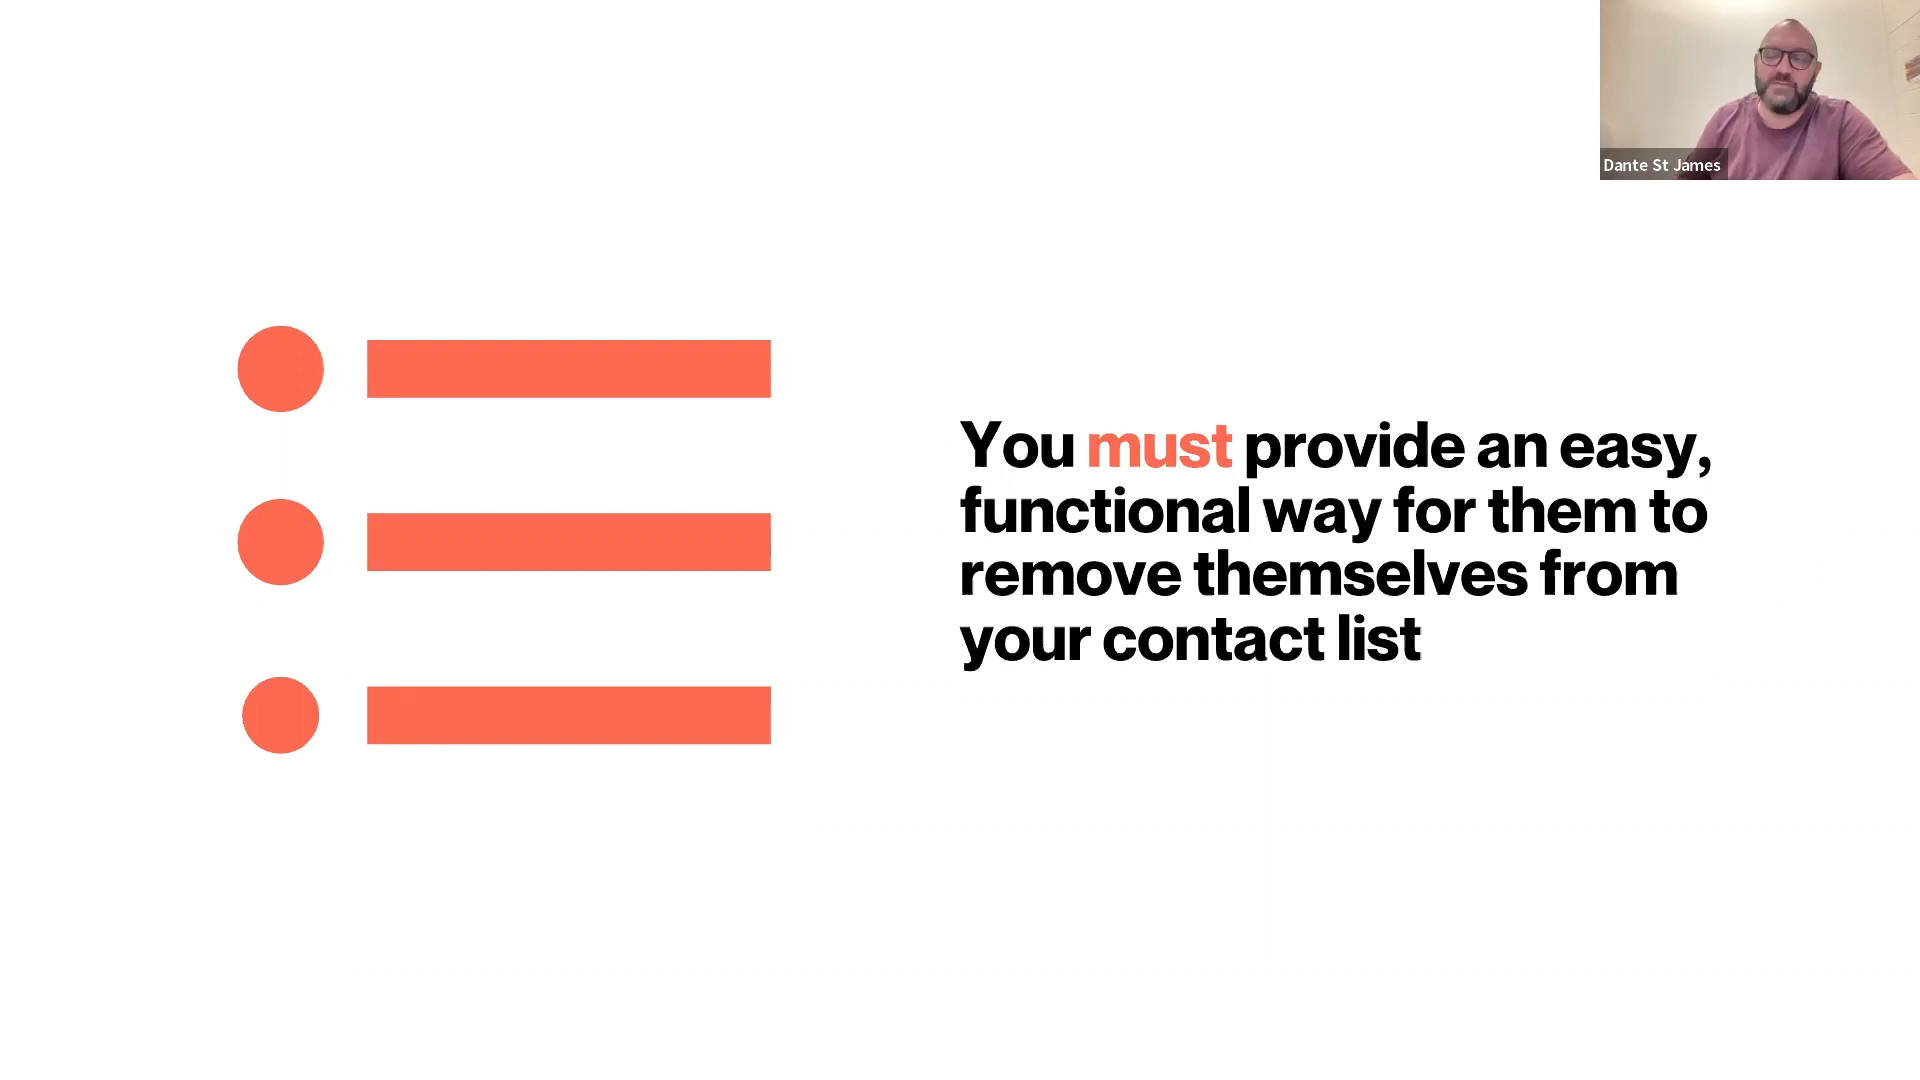 Dante St James
You must provide an easy,
functional way for them to
remove themselves from
your contact list